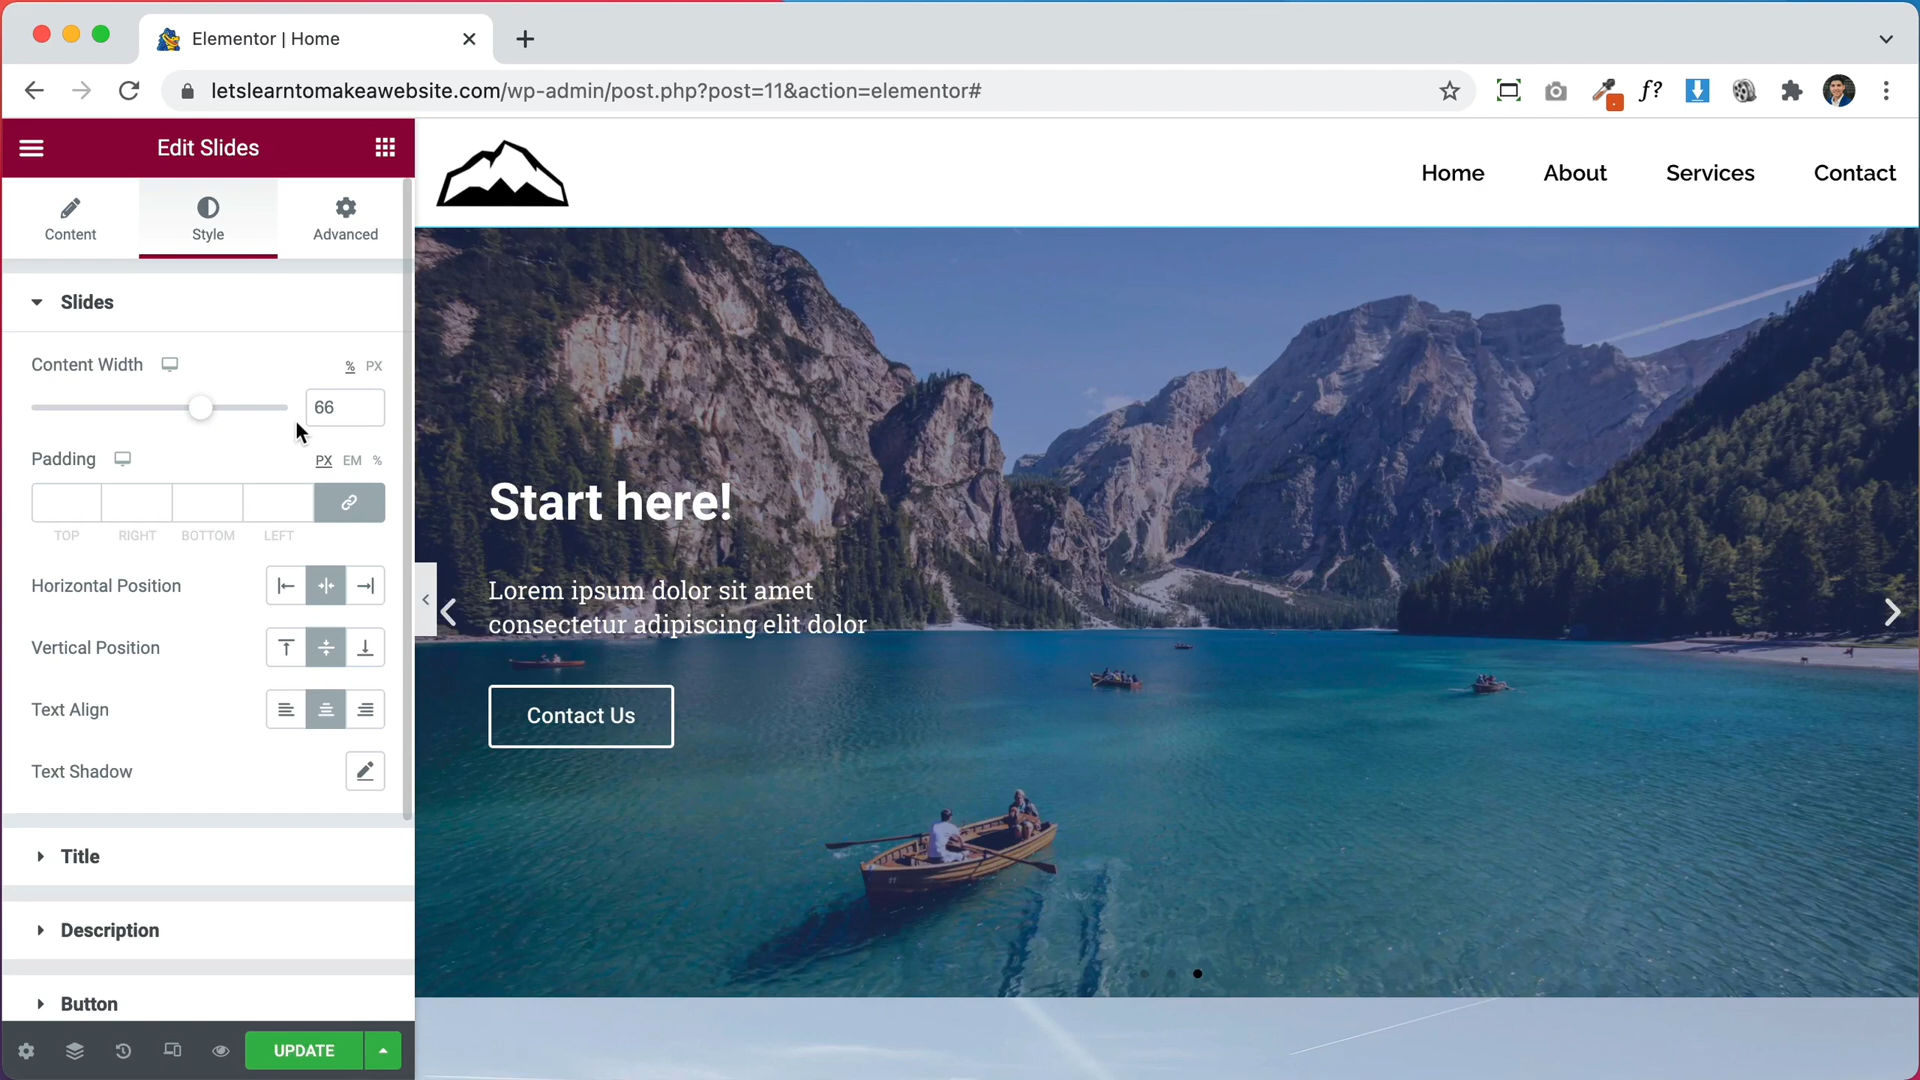 Elementor | Home
letslearntomakeawebsite.com/wp-admin/post.php?post=11&action=elementor#
f?
Edit Slides
Content
Style
Advanced
Slides
Content Width
% PX
66
Padding
PX EM %
TOP RIGHT BOTTOM LEFT
Horizontal Position
Vertical Position
Text Align
Text Shadow
Title
Description
Button
UPDATE
Home About Services Contact
Start here!
Lorem ipsum dolor sit amet
consectetur adipiscing elit dolor
Contact Us